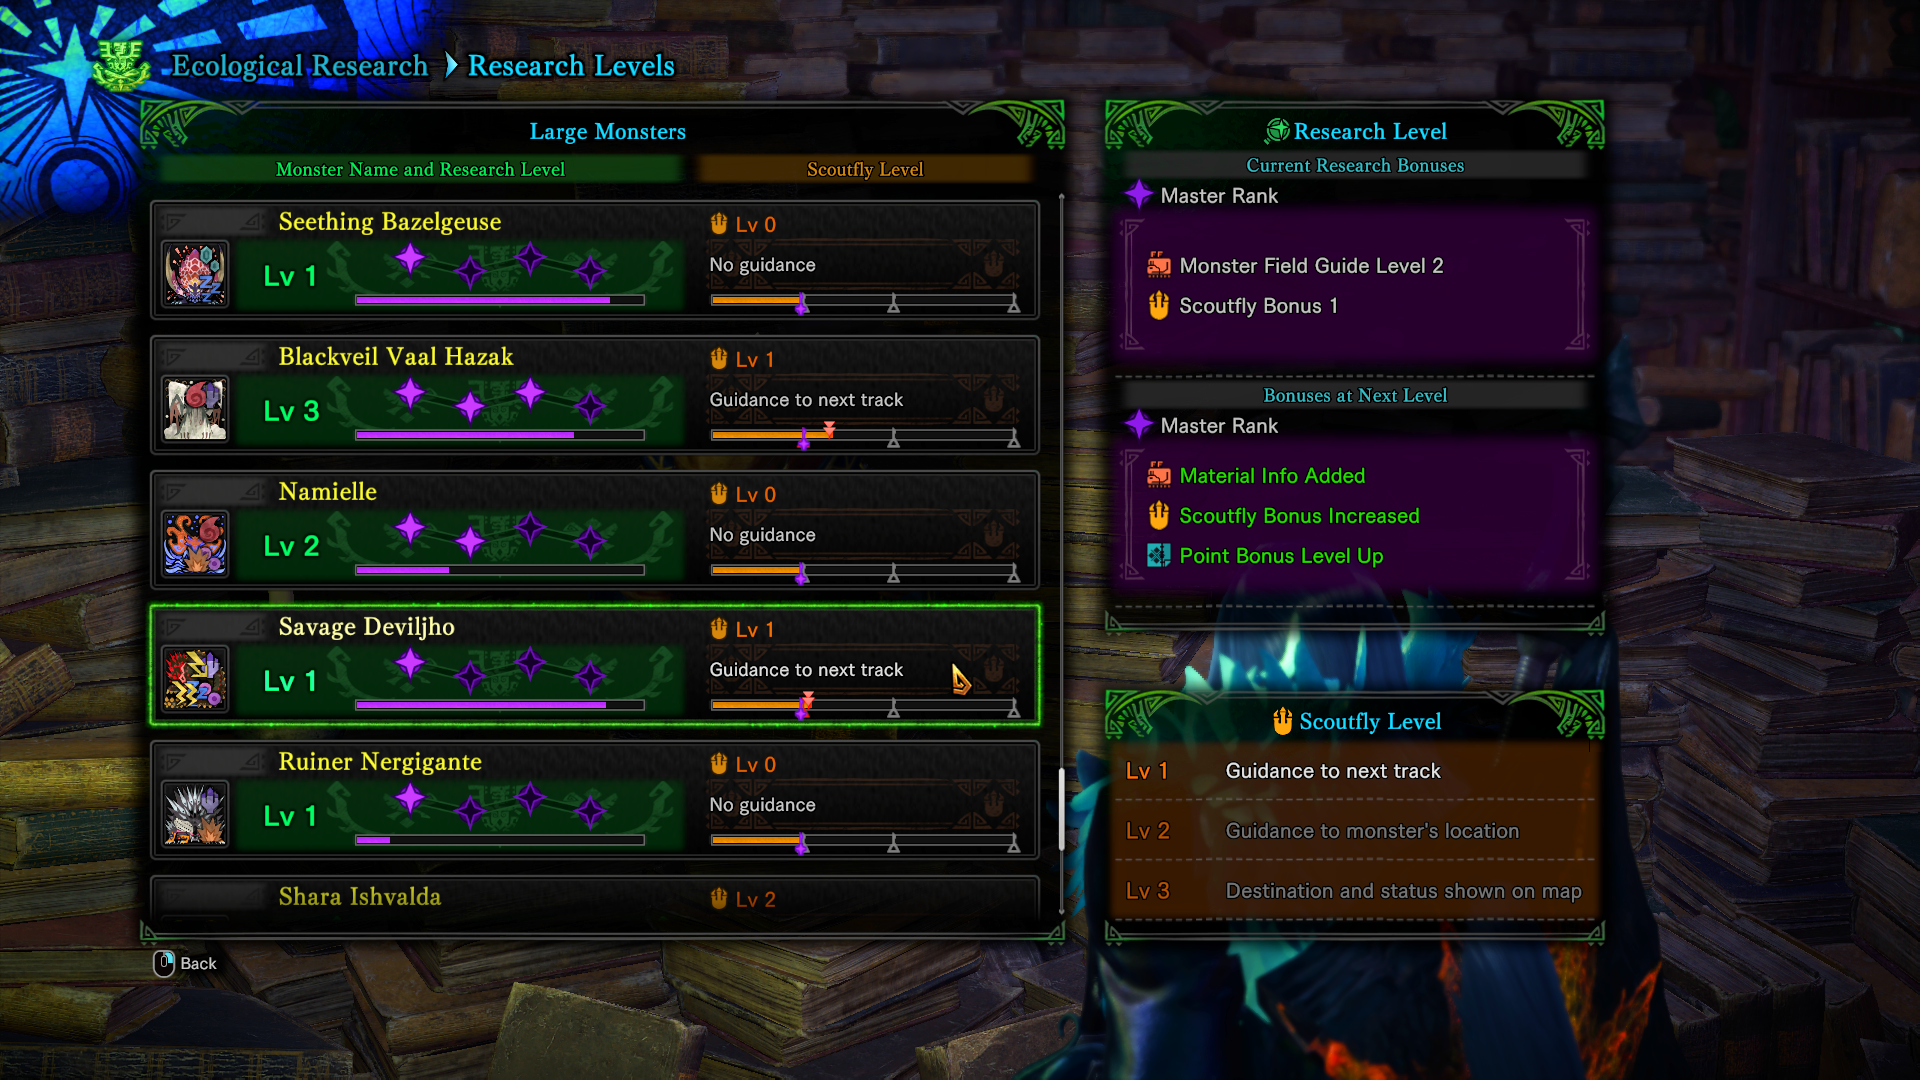 Ecological Research Research Levels
Large Monsters
Monster Name and Research Level
Scoutfly Level
Seething Bazelgeuse
Lv 1
Lv 0
No guidance
Blackveil Vaal Hazak
Lv 3
Lv 1
Guidance to next track
Namielle
Lv 2
Lv 0
No guidance
Savage Deviljho
Lv 1
Lv 1
Guidance to next track
Ruiner Nergigante
Lv 1
Lv 0
No guidance
Shara Ishvalda
Lv 2
Back
Research Level
Current Research Bonuses
Master Rank
Monster Field Guide Level 2
Scoutfly Bonus 1
Bonuses at Next Level
Master Rank
Material Info Added
Scoutfly Bonus Increased
Point Bonus Level Up
Scoutfly Level
Lv 1 Guidance to next track
Lv 2 Guidance to monster's location
Lv 3 Destination and status shown on map